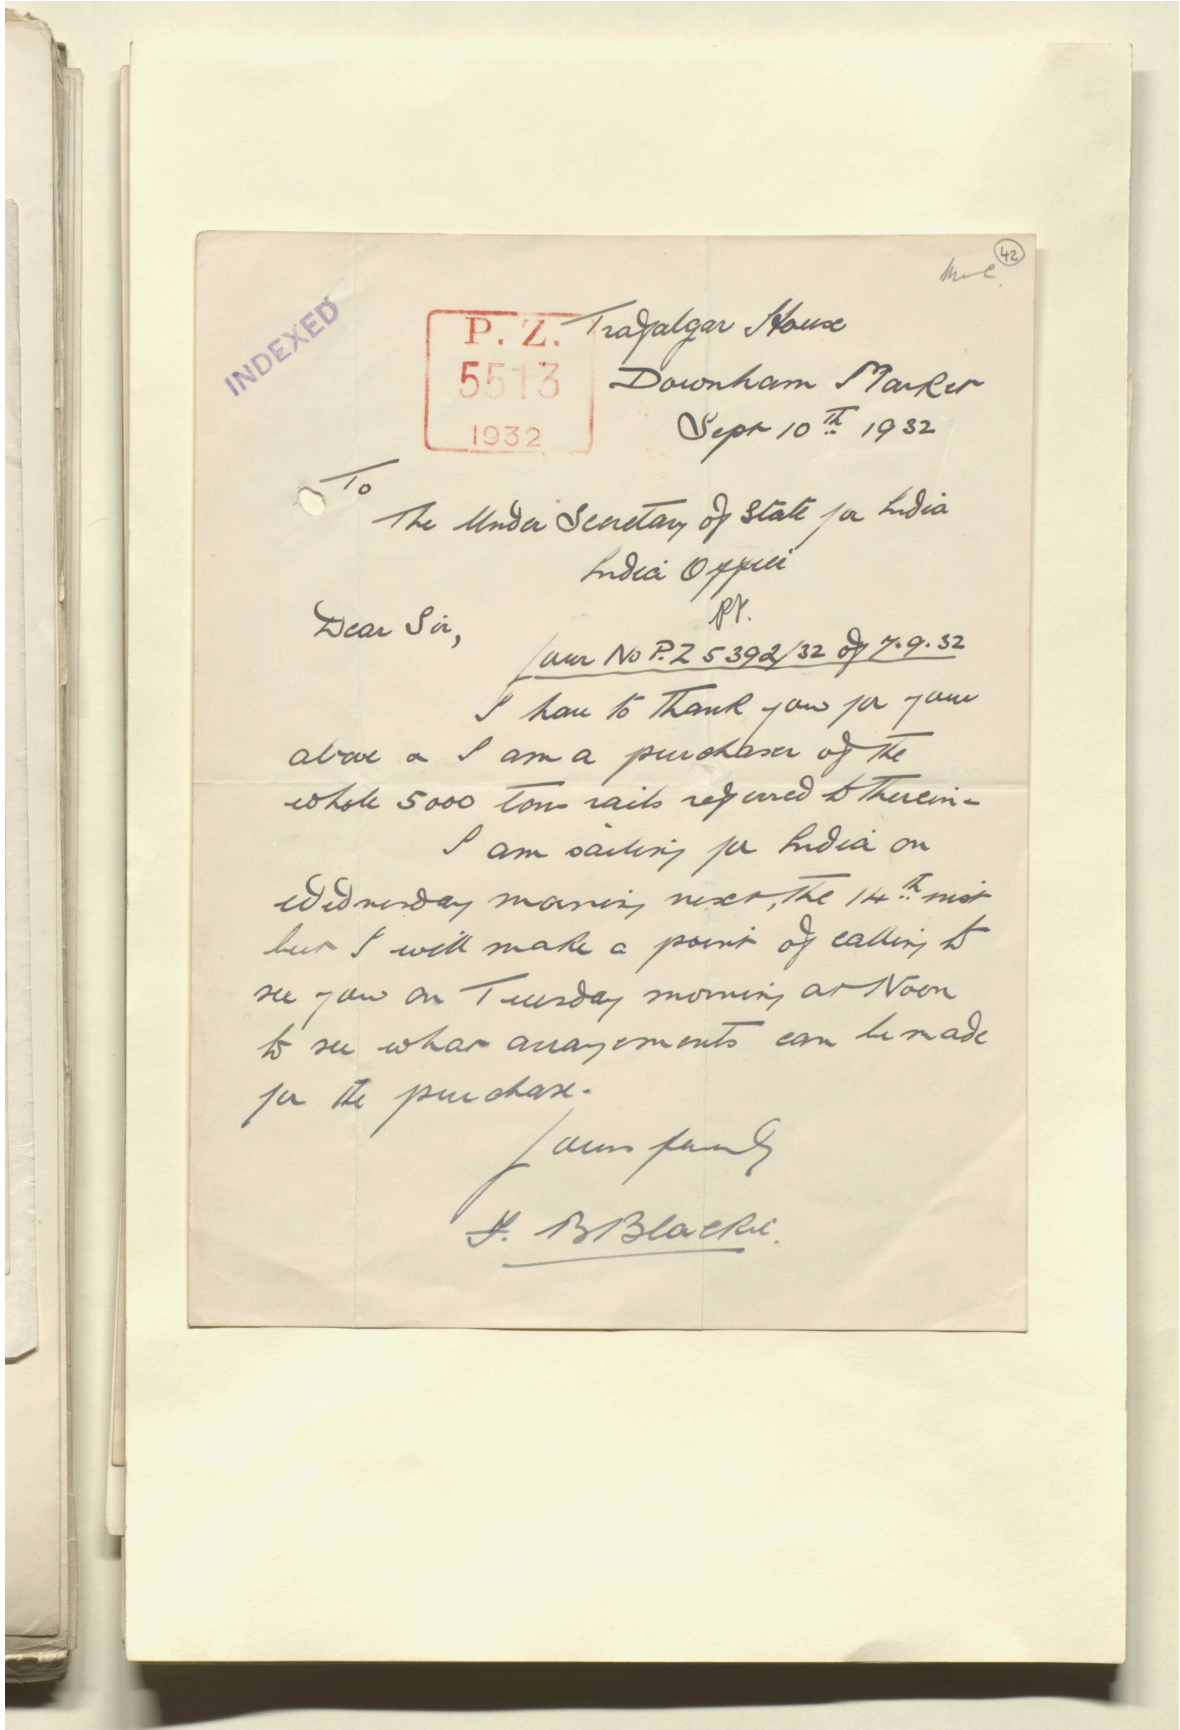 42
INDEXED
P. Z.
5513
1932
Trafalgar House
Downham Market
Sept 10th 1932
To
The Under Secretary of State for India
India Office
Dear Sir,
Your No P.Z 5392/32 of 7.9.32
I have to thank you for your
above & I am a purchaser of the
whole 5000 tons rails referred to therein -
I am sailing for India on
Wednesday morning next, the 14th inst
but I will make a point of calling to
see you on Tuesday morning at Noon
to see what arrangements can be made
for the purchase.
Yours faithfully
B Blackie.